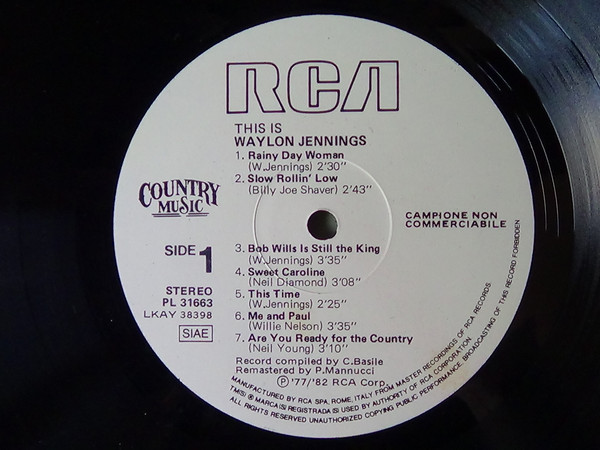 RCA
THIS IS
WAYLON JENNINGS
1. Rainy Day Woman
(W.Jennings) 2'30"
2. Slow Rollin' Low
(Billy Joe Shaver) 2'43"
COUNTRY
MUSIC
CAMPIONE NON
COMMERCIABILE
SIDE 1
3. Bob Wills Is Still the King
(W.Jennings) 3'35"
4. Sweet Caroline
(Neil Diamond) 3'08"
5. This Time
(W.Jennings) 2'25"
6. Me and Paul
(Willie Nelson) 3'35"
7. Are You Ready for the Country
(Neil Young) 3'10"
STEREO
PL 31663
LKAY 38398
SIAE
Record compiled by C.Basile
Remastered by P.Mannucci
Ⓟ '77/'82 RCA Corp.
MANUFACTURED BY RCA SPA, ROME, ITALY FROM MASTER RECORDINGS OF RCA RECORDS
TM(S) ® MARCA(S) REGISTRADA(S) USED BY AUTHORITY OF RCA CORPORATION
ALL RIGHTS RESERVED UNAUTHORIZED COPYING PUBLIC PERFORMANCE, BROADCASTING OF THIS RECORD FORBIDDEN